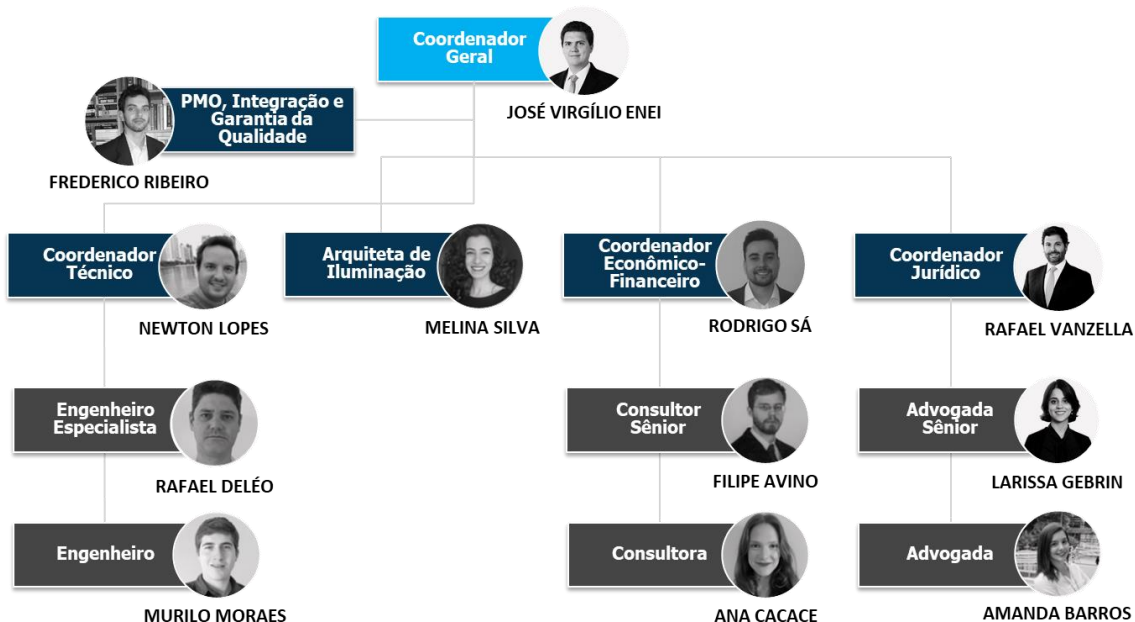 Coordenador
Geral
JOSÉ VIRGÍLIO ENEI
PMO, Integração e
Garantia da
Qualidade
FREDERICO RIBEIRO
Coordenador
Técnico
NEWTON LOPES
Arquiteta de
Iluminação
MELINA SILVA
Coordenador
Econômico-
Financeiro
RODRIGO SÁ
Coordenador
Jurídico
RAFAEL VANZELLA
Engenheiro
Especialista
RAFAEL DELÉO
Consultor
Sênior
FILIPE AVINO
Advogada
Sênior
LARISSA GEBRIN
Engenheiro
MURILO MORAES
Consultora
ANA CACACE
Advogada
AMANDA BARROS